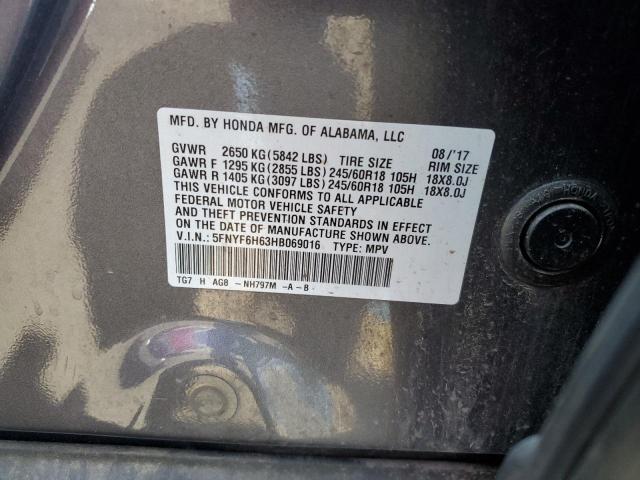 MFD. BY HONDA MFG. OF ALABAMA, LLC
08/'17
GVWR 2650 KG(5842 LBS) TIRE SIZE RIM SIZE
GAWR F 1295 KG(2855 LBS)245/60R18 105H 18X8.0J
GAWR R 1405 KG(3097 LBS)245/60R18 105H 18X8.0J
THIS VEHICLE CONFORMS TO ALL APPLICABLE
FEDERAL MOTOR VEHICLE SAFETY
AND THEFT PREVENTION STANDARDS IN EFFECT
ON THE DATE OF MANUFACTURE SHOWN ABOVE.
V.I.N.: 5FNYF6H63HB069016 TYPE: MPV
TG7 H AG8 -NH797M -A-B-